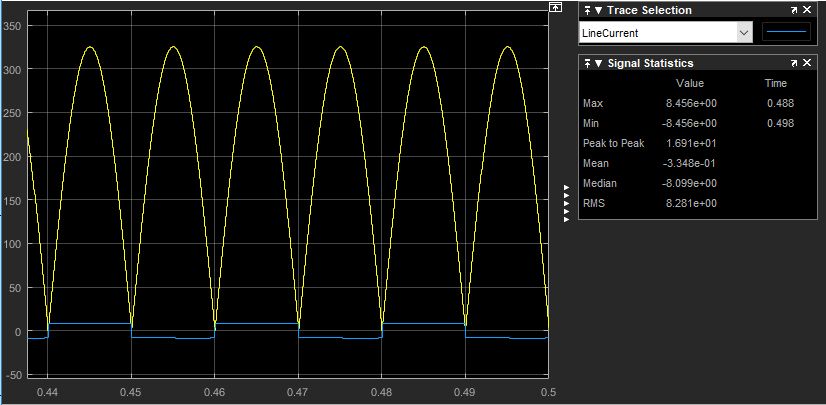 350
300
250
200
150
100
50
0
-50
0.44 0.45 0.46 0.47 0.48 0.49 0.5
Trace Selection
LineCurrent
Signal Statistics
Value Time
Max 8.456e+00 0.488
Min -8.456e+00 0.498
Peak to Peak 1.691e+01
Mean -3.348e-01
Median -8.099e+00
RMS 8.281e+00